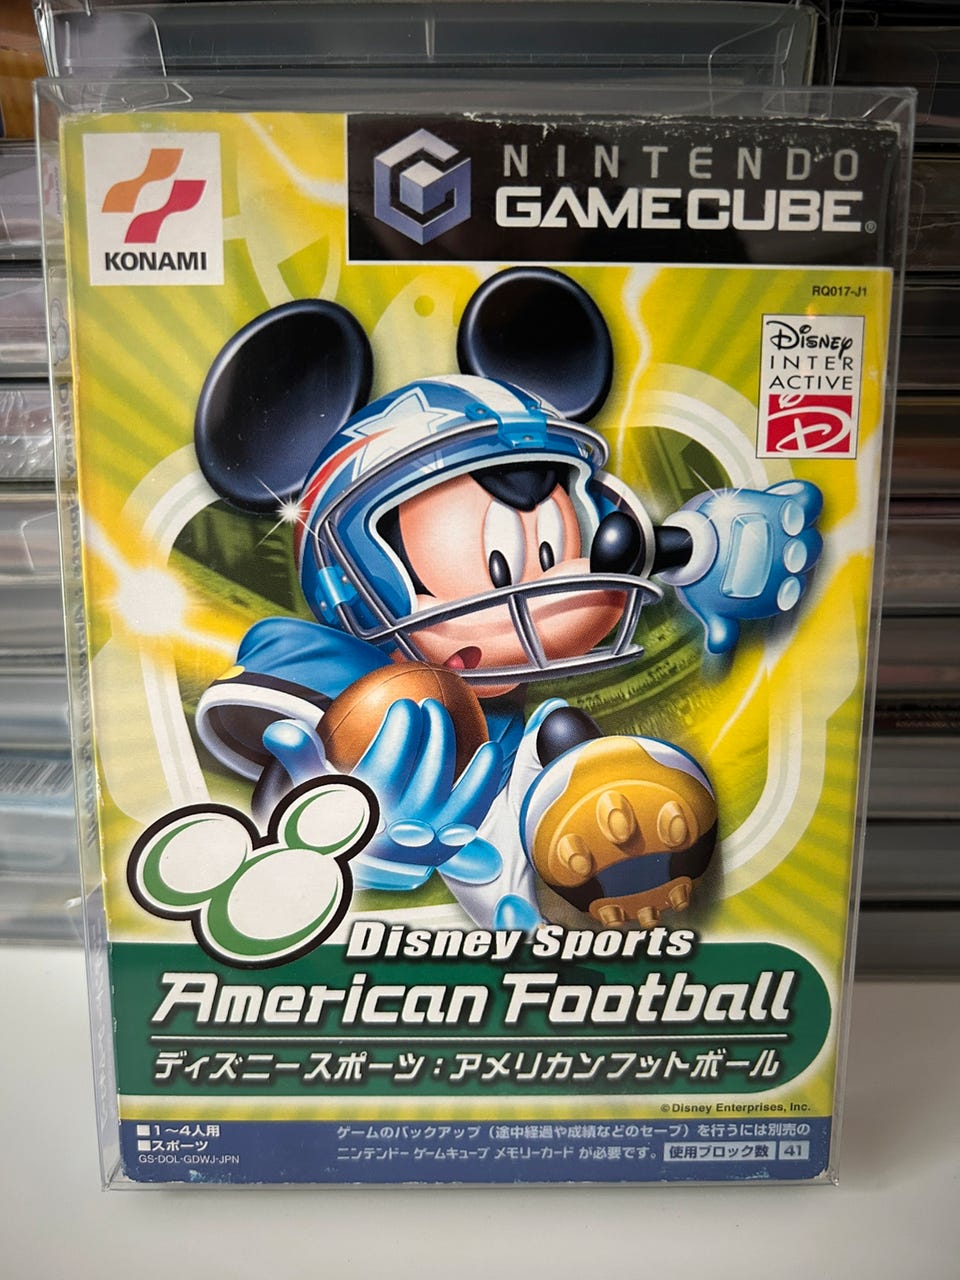 KONAMI
NINTENDO
GAMECUBE®
RQ017-J1
Disney
INTER
ACTIVE
D
Disney Sports
American Football
ディズニースポーツ：アメリカンフットボール
©Disney Enterprises, Inc.
■1～4人用
■スポーツ
GS-DOL-GDWJ-JPN
ゲームのバックアップ（途中経過や成績などのセーブ）を行うには別売の
ニンテンドーゲームキューブ メモリーカード が必要です。 使用ブロック数 41